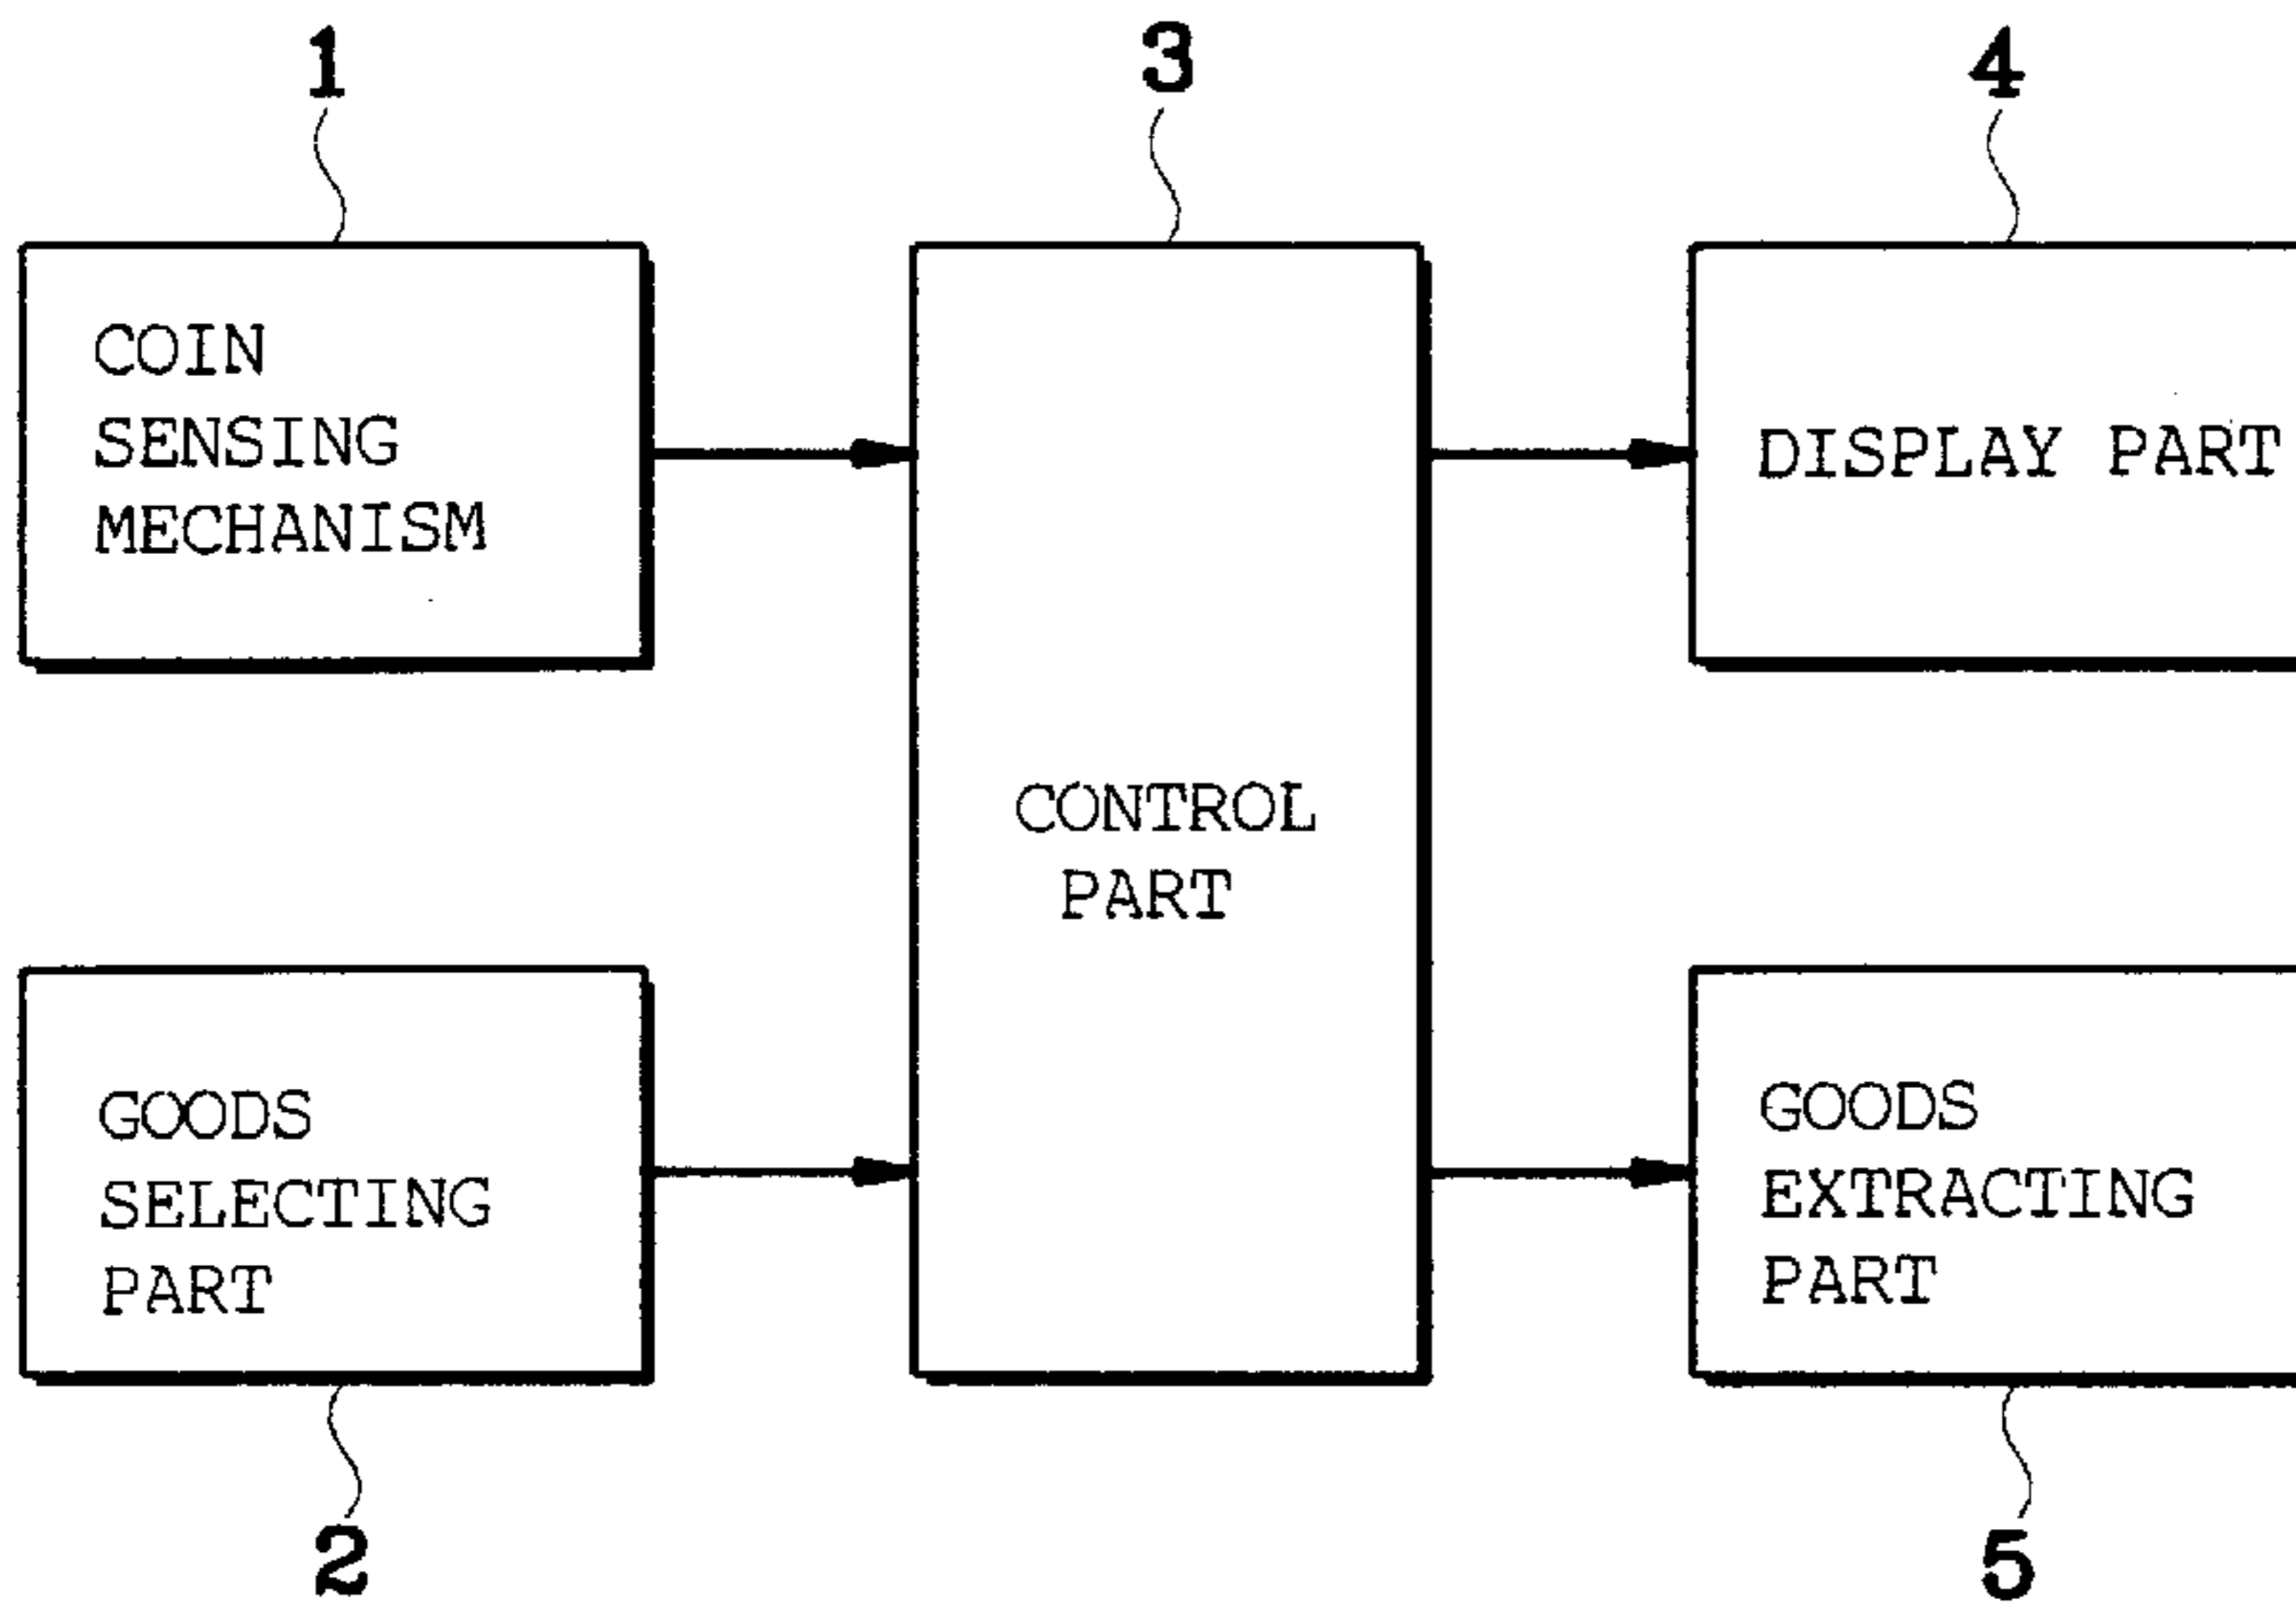 1
3
4
COIN
SENSING
MECHANISM
DISPLAY PART
CONTROL
PART
GOODS
SELECTING
PART
GOODS
EXTRACTING
PART
2
5